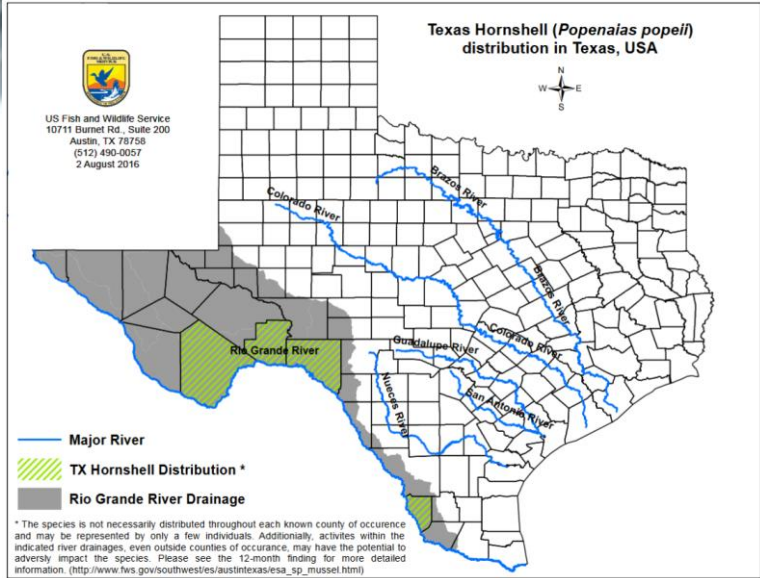 Texas Hornshell (Popenaias popeii)
distribution in Texas, USA
N
W E
S
US Fish and Wildlife Service
10711 Burnet Rd., Suite 200
Austin, TX 78758
(512) 490-0057
2 August 2016
Brazos River
Colorado River
Brazos River
Colorado River
Guadalupe River
Rio Grande River
Nueces River
San Antonio River
Major River
TX Hornshell Distribution *
Rio Grande River Drainage
* The species is not necessarily distributed throughout each known county of occurence
and may be represented by only a few individuals. Additionially, activites within the
indicated river drainages, even outside counties of occurance, may have the potential to
adversly impact the species. Please see the 12-month finding for more detailed
information. (http://www.fws.gov/southwest/es/austintexas/esa_sp_mussel.html)